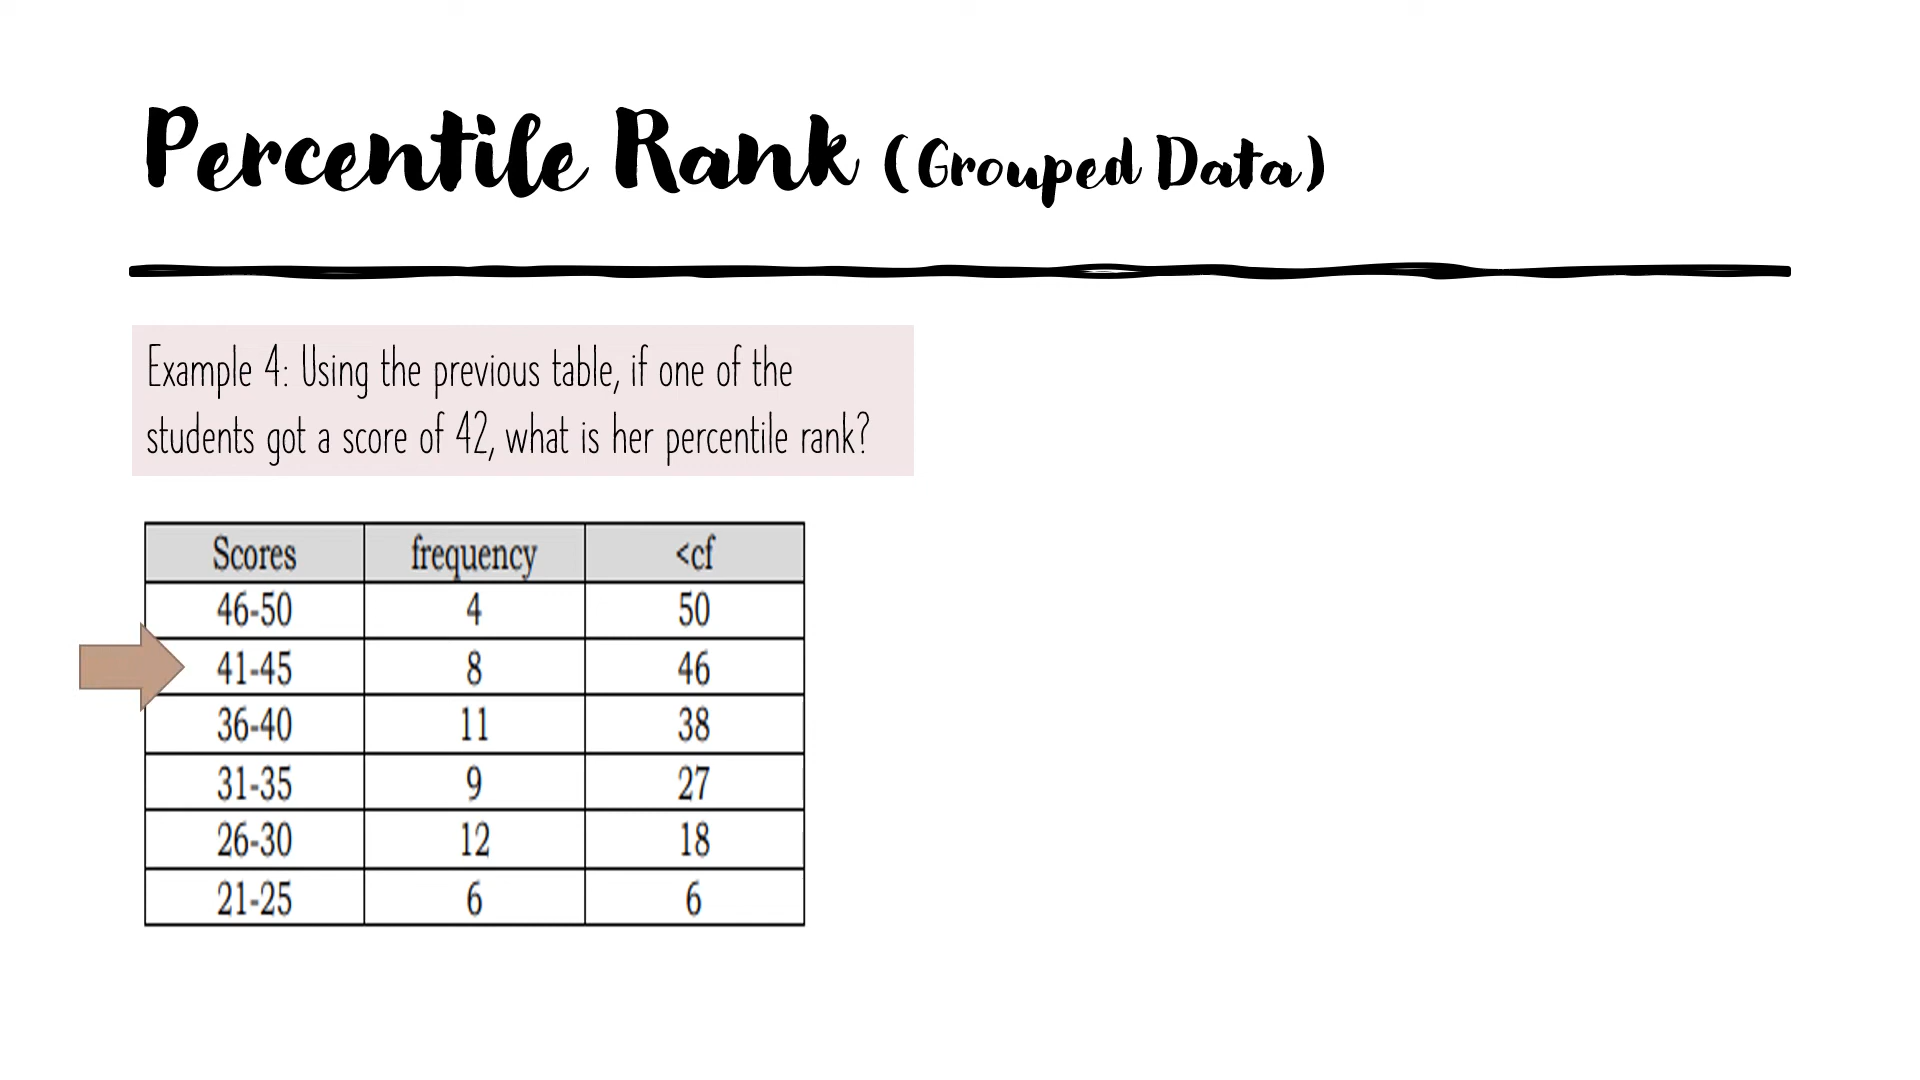 Percentile Rank (Grouped Data)
Example 4: Using the previous table, if one of the
students got a score of 42, what is her percentile rank?
Scores frequency <cf
46-50 4 50
41-45 8 46
36-40 11 38
31-35 9 27
26-30 12 18
21-25 6 6